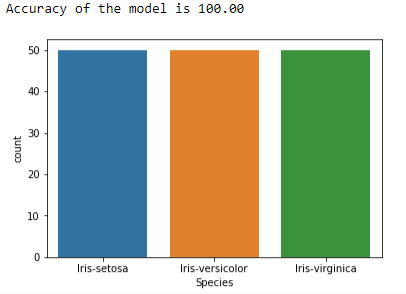 Accuracy of the model is 100.00
50
40
30
20
10
0
count
Iris-setosa Iris-versicolor Iris-virginica
Species